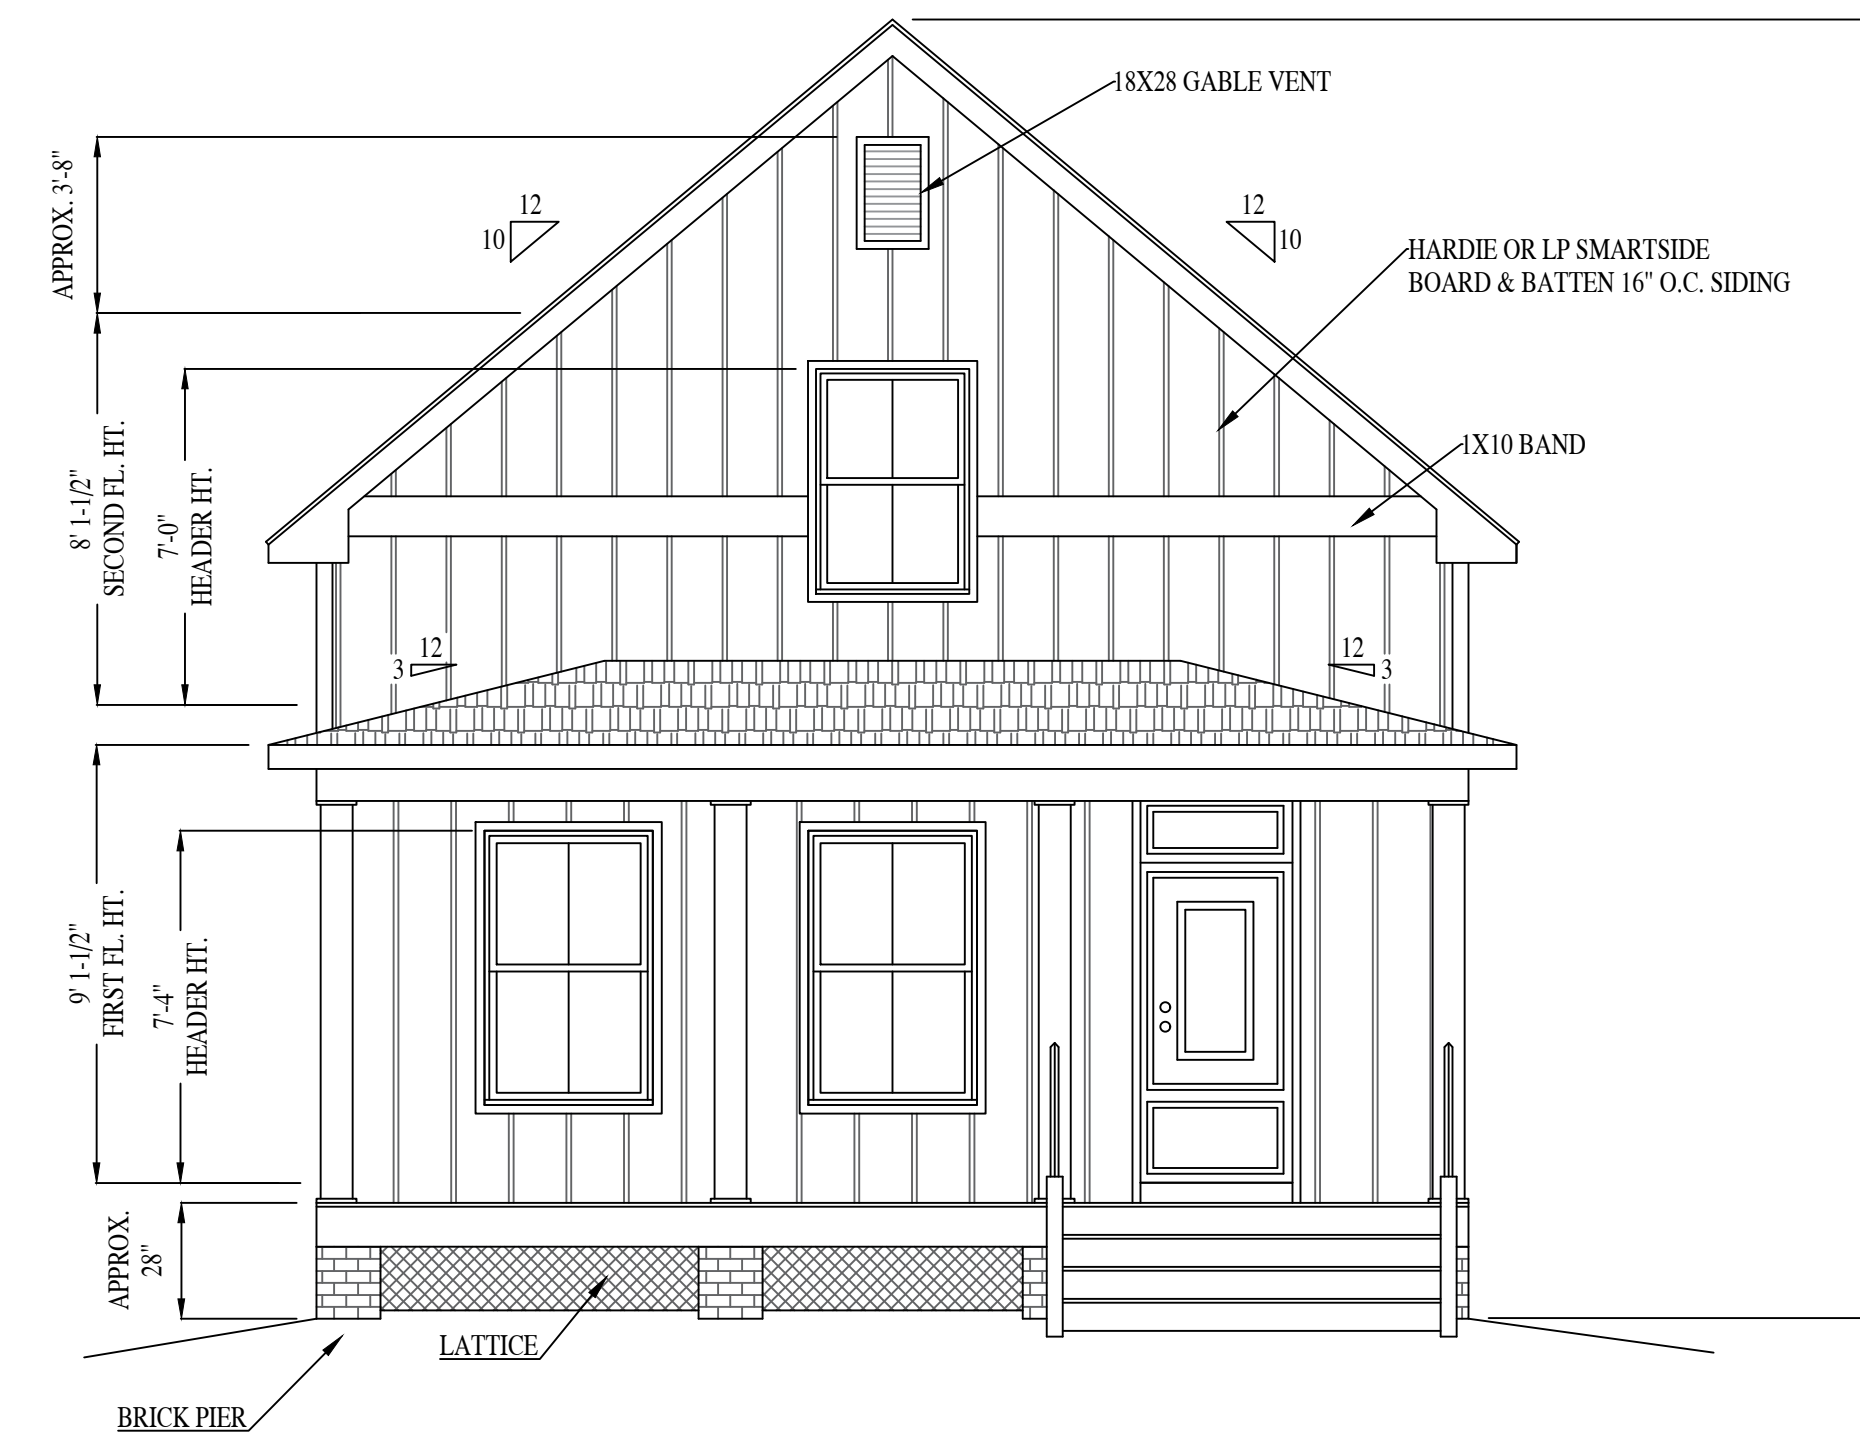 18X28 GABLE VENT
APPROX. 3'-8"
12
10
12
10
HARDIE OR LP SMARTSIDE
BOARD & BATTEN 16" O.C. SIDING
1X10 BAND
8' 1-1/2"
SECOND FL. HT.
7'-0"
HEADER HT.
12
3
12
3
9' 1-1/2"
FIRST FL. HT.
7'-4"
HEADER HT.
APPROX.
28"
LATTICE
BRICK PIER